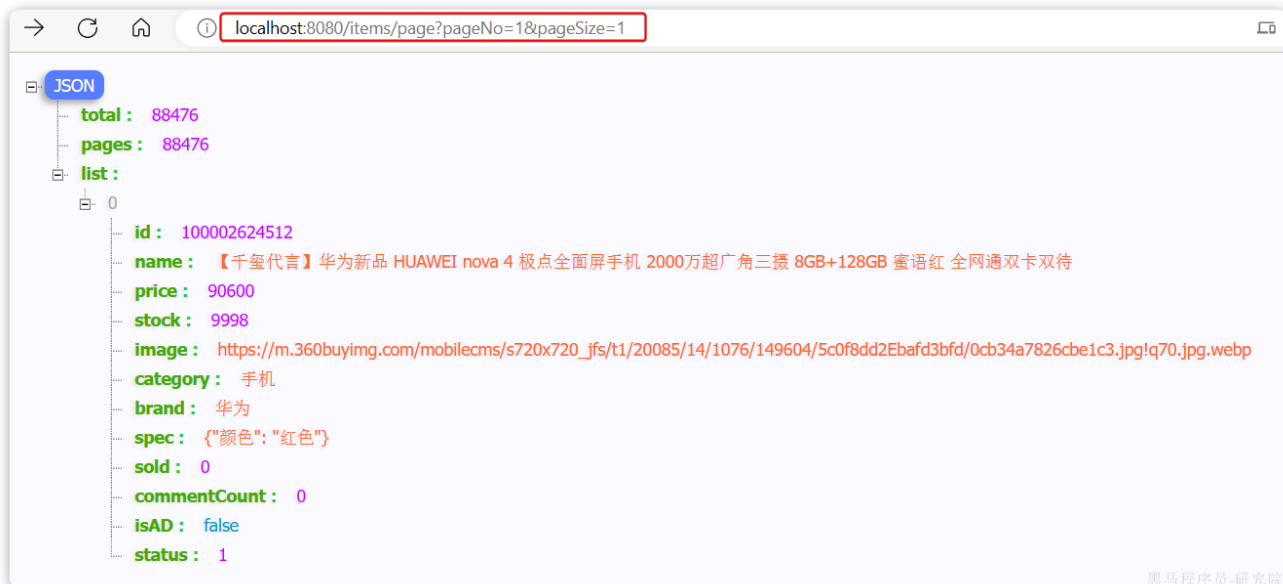 localhost:8080/items/page?pageNo=1&pageSize=1
JSON
total : 88476
pages : 88476
list :
0
id : 100002624512
name : 【千玺代言】华为新品 HUAWEI nova 4 极点全面屏手机 2000万超广角三摄 8GB+128GB 蜜语红 全网通双卡双待
price : 90600
stock : 9998
image : https://m.360buyimg.com/mobilecms/s720x720_jfs/t1/20085/14/1076/149604/5c0f8dd2Ebafd3bfd/0cb34a7826cbe1c3.jpg!q70.jpg.webp
category : 手机
brand : 华为
spec : {"颜色": "红色"}
sold : 0
commentCount : 0
isAD : false
status : 1
黑马程序员-研究院